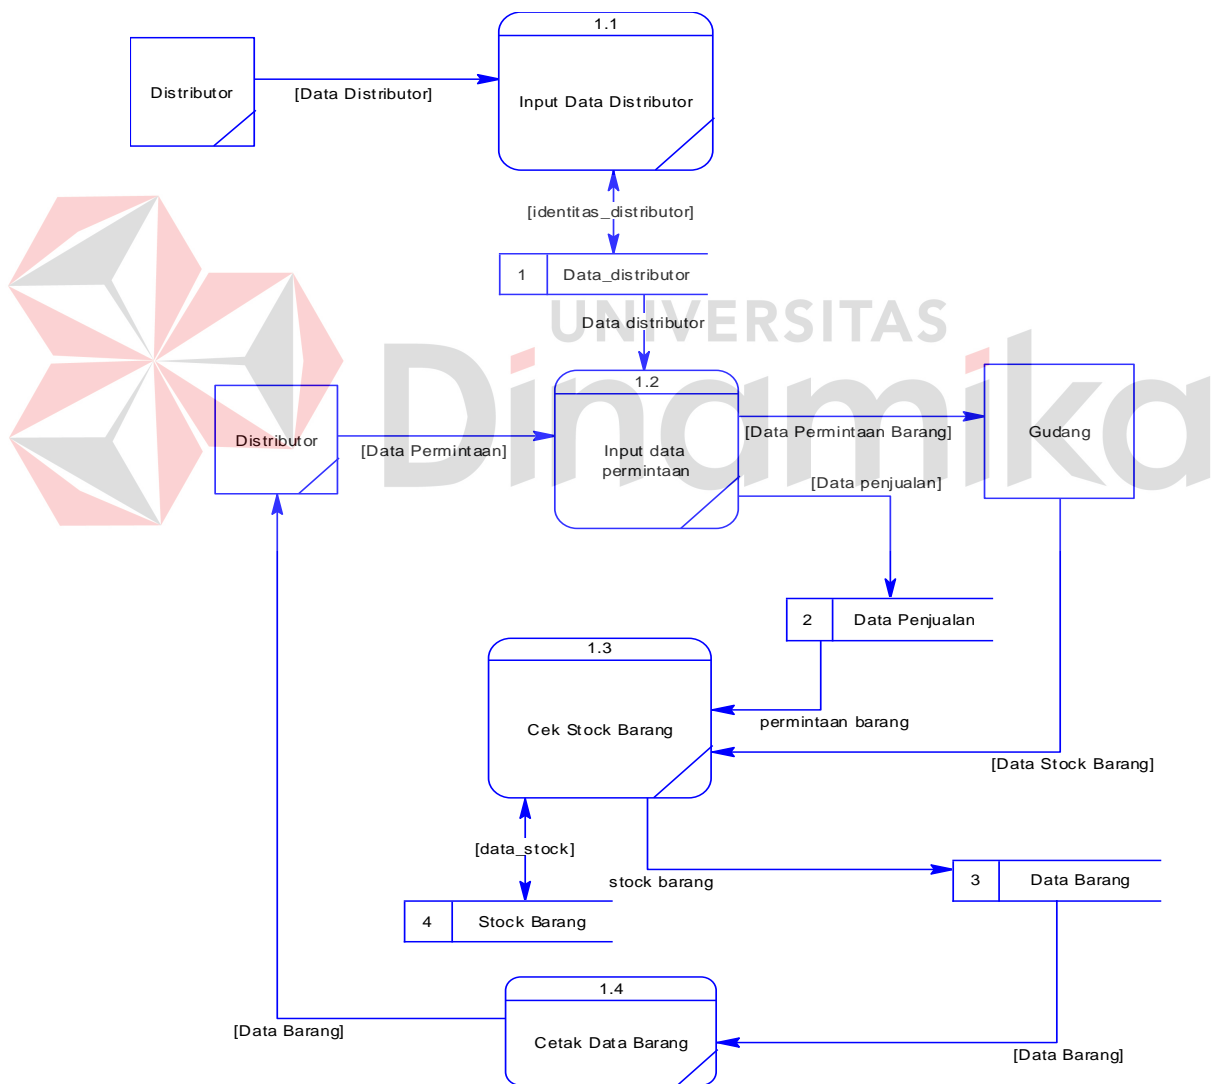 1.1
Distributor
[Data Distributor]
Input Data Distributor
[identitas_distributor]
1 Data_distributor
UNIVERSITAS
Data distributor
Dinamika
1.2
Distributor
[Data Permintaan]
Input data
permintaan
[Data Permintaan Barang]
Gudang
[Data penjualan]
2 Data Penjualan
1.3
Cek Stock Barang
permintaan barang
[Data Stock Barang]
[data_stock]
stock barang
3 Data Barang
4 Stock Barang
1.4
[Data Barang]
Cetak Data Barang
[Data Barang]